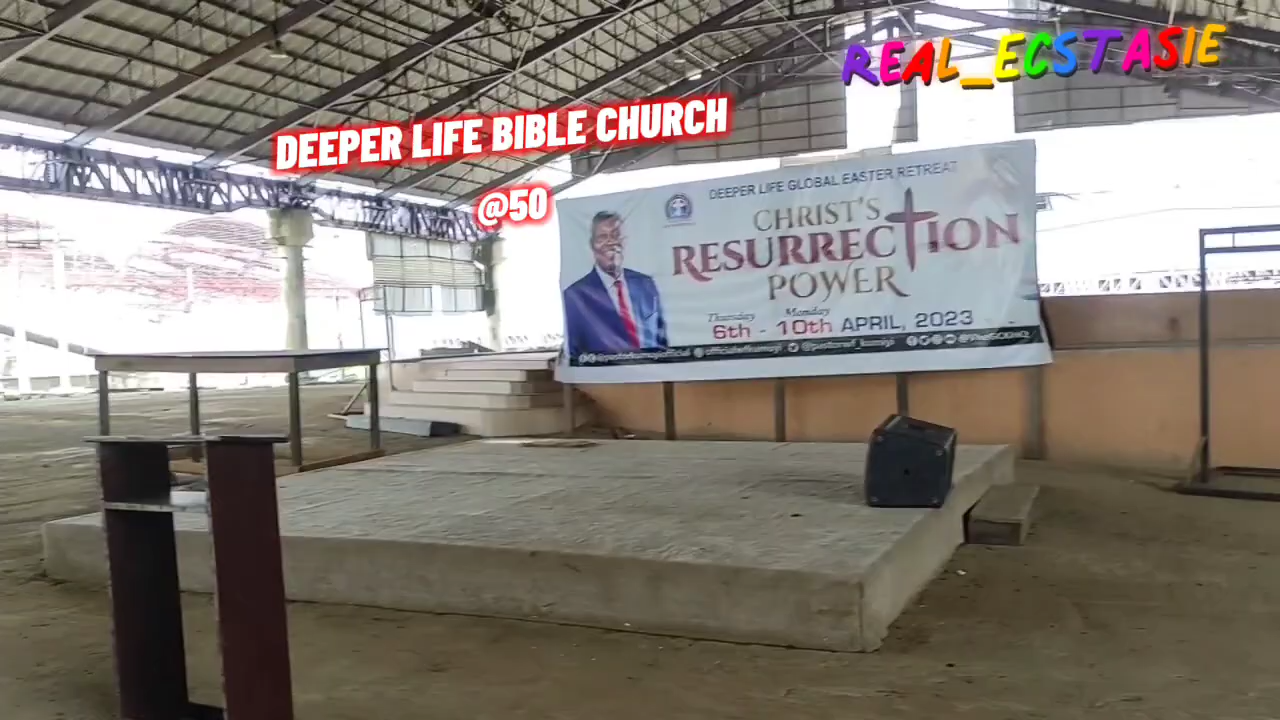 REAL_ECSTASIE
DEEPER LIFE BIBLE CHURCH
@50
DEEPER LIFE GLOBAL EASTER RETREAT
CHRIST'S
RESURRECTION
POWER
Thursday Monday
6th - 10th APRIL, 2023